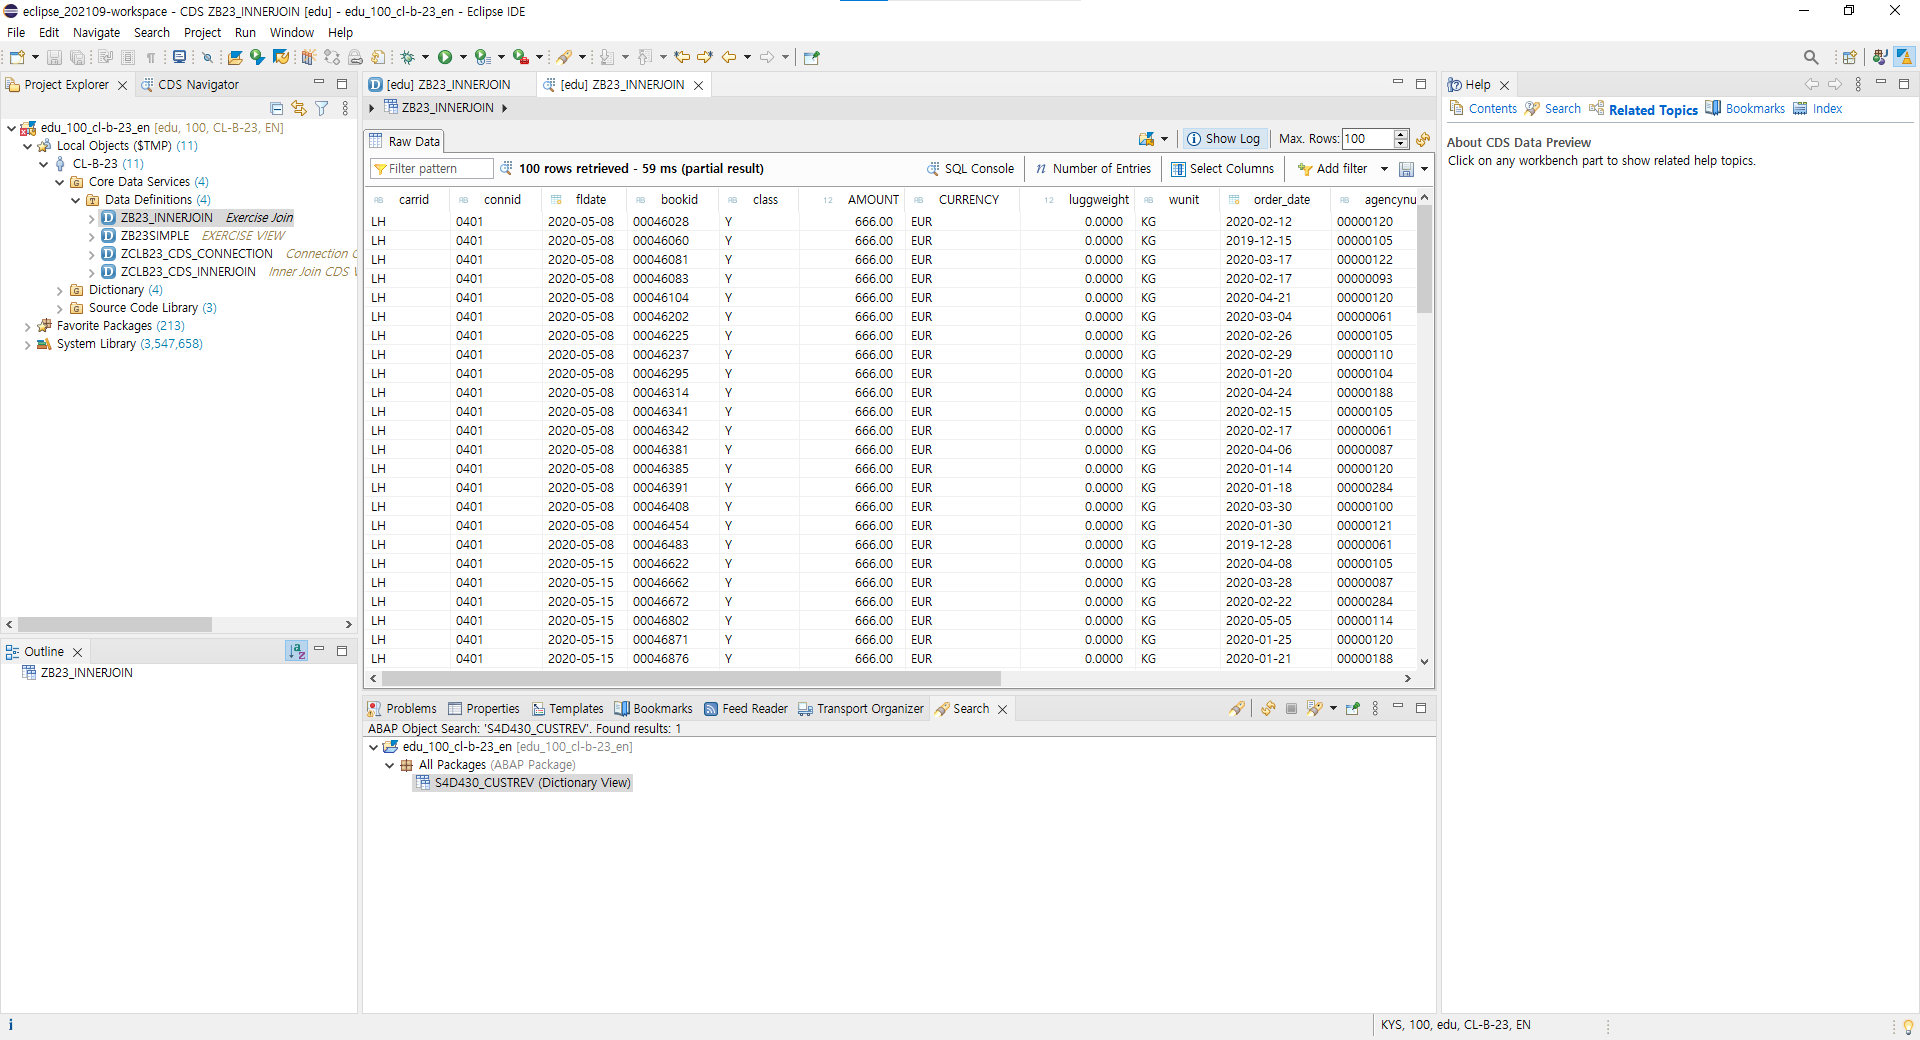 eclipse_202109-workspace - CDS ZB23_INNERJOIN [edu] - edu_100_cl-b-23_en - Eclipse IDE
File Edit Navigate Search Project Run Window Help
Project Explorer CDS Navigator
edu_100_cl-b-23_en [edu, 100, CL-B-23, EN]
Local Objects ($TMP) (11)
CL-B-23 (11)
Core Data Services (4)
Data Definitions (4)
ZB23_INNERJOIN Exercise Join
ZB23SIMPLE EXERCISE VIEW
ZCLB23_CDS_CONNECTION Connection
ZCLB23_CDS_INNERJOIN Inner Join CDS
Dictionary (4)
Source Code Library (3)
Favorite Packages (213)
System Library (3,547,658)
Outline
ZB23_INNERJOIN
[edu] ZB23_INNERJOIN [edu] ZB23_INNERJOIN
ZB23_INNERJOIN
Raw Data Show Log Max. Rows: 100
Filter pattern 100 rows retrieved - 59 ms (partial result) SQL Console Number of Entries Select Columns Add filter
carrid connid fldate bookid class AMOUNT CURRENCY luggweight wunit order_date agencynu
LH 0401 2020-05-08 00046028 Y 666.00 EUR 0.0000 KG 2020-02-12 00000120
LH 0401 2020-05-08 00046060 Y 666.00 EUR 0.0000 KG 2019-12-15 00000105
LH 0401 2020-05-08 00046081 Y 666.00 EUR 0.0000 KG 2020-03-17 00000122
LH 0401 2020-05-08 00046083 Y 666.00 EUR 0.0000 KG 2020-02-17 00000093
LH 0401 2020-05-08 00046104 Y 666.00 EUR 0.0000 KG 2020-04-21 00000120
LH 0401 2020-05-08 00046202 Y 666.00 EUR 0.0000 KG 2020-03-04 00000061
LH 0401 2020-05-08 00046225 Y 666.00 EUR 0.0000 KG 2020-02-26 00000105
LH 0401 2020-05-08 00046237 Y 666.00 EUR 0.0000 KG 2020-02-29 00000110
LH 0401 2020-05-08 00046295 Y 666.00 EUR 0.0000 KG 2020-01-20 00000104
LH 0401 2020-05-08 00046314 Y 666.00 EUR 0.0000 KG 2020-04-24 00000188
LH 0401 2020-05-08 00046341 Y 666.00 EUR 0.0000 KG 2020-02-15 00000105
LH 0401 2020-05-08 00046342 Y 666.00 EUR 0.0000 KG 2020-02-17 00000061
LH 0401 2020-05-08 00046381 Y 666.00 EUR 0.0000 KG 2020-04-06 00000087
LH 0401 2020-05-08 00046385 Y 666.00 EUR 0.0000 KG 2020-01-14 00000120
LH 0401 2020-05-08 00046391 Y 666.00 EUR 0.0000 KG 2020-01-18 00000284
LH 0401 2020-05-08 00046408 Y 666.00 EUR 0.0000 KG 2020-03-30 00000100
LH 0401 2020-05-08 00046454 Y 666.00 EUR 0.0000 KG 2020-01-30 00000121
LH 0401 2020-05-08 00046483 Y 666.00 EUR 0.0000 KG 2019-12-28 00000061
LH 0401 2020-05-15 00046622 Y 666.00 EUR 0.0000 KG 2020-04-08 00000105
LH 0401 2020-05-15 00046662 Y 666.00 EUR 0.0000 KG 2020-03-28 00000087
LH 0401 2020-05-15 00046672 Y 666.00 EUR 0.0000 KG 2020-02-22 00000284
LH 0401 2020-05-15 00046802 Y 666.00 EUR 0.0000 KG 2020-05-05 00000114
LH 0401 2020-05-15 00046871 Y 666.00 EUR 0.0000 KG 2020-01-25 00000120
LH 0401 2020-05-15 00046876 Y 666.00 EUR 0.0000 KG 2020-01-21 00000188
Problems Properties Templates Bookmarks Feed Reader Transport Organizer Search
ABAP Object Search: 'S4D430_CUSTREV'. Found results: 1
edu_100_cl-b-23_en [edu_100_cl-b-23_en]
All Packages (ABAP Package)
S4D430_CUSTREV (Dictionary View)
Help
Contents Search Related Topics Bookmarks Index
About CDS Data Preview
Click on any workbench part to show related help topics.
KYS, 100, edu, CL-B-23, EN